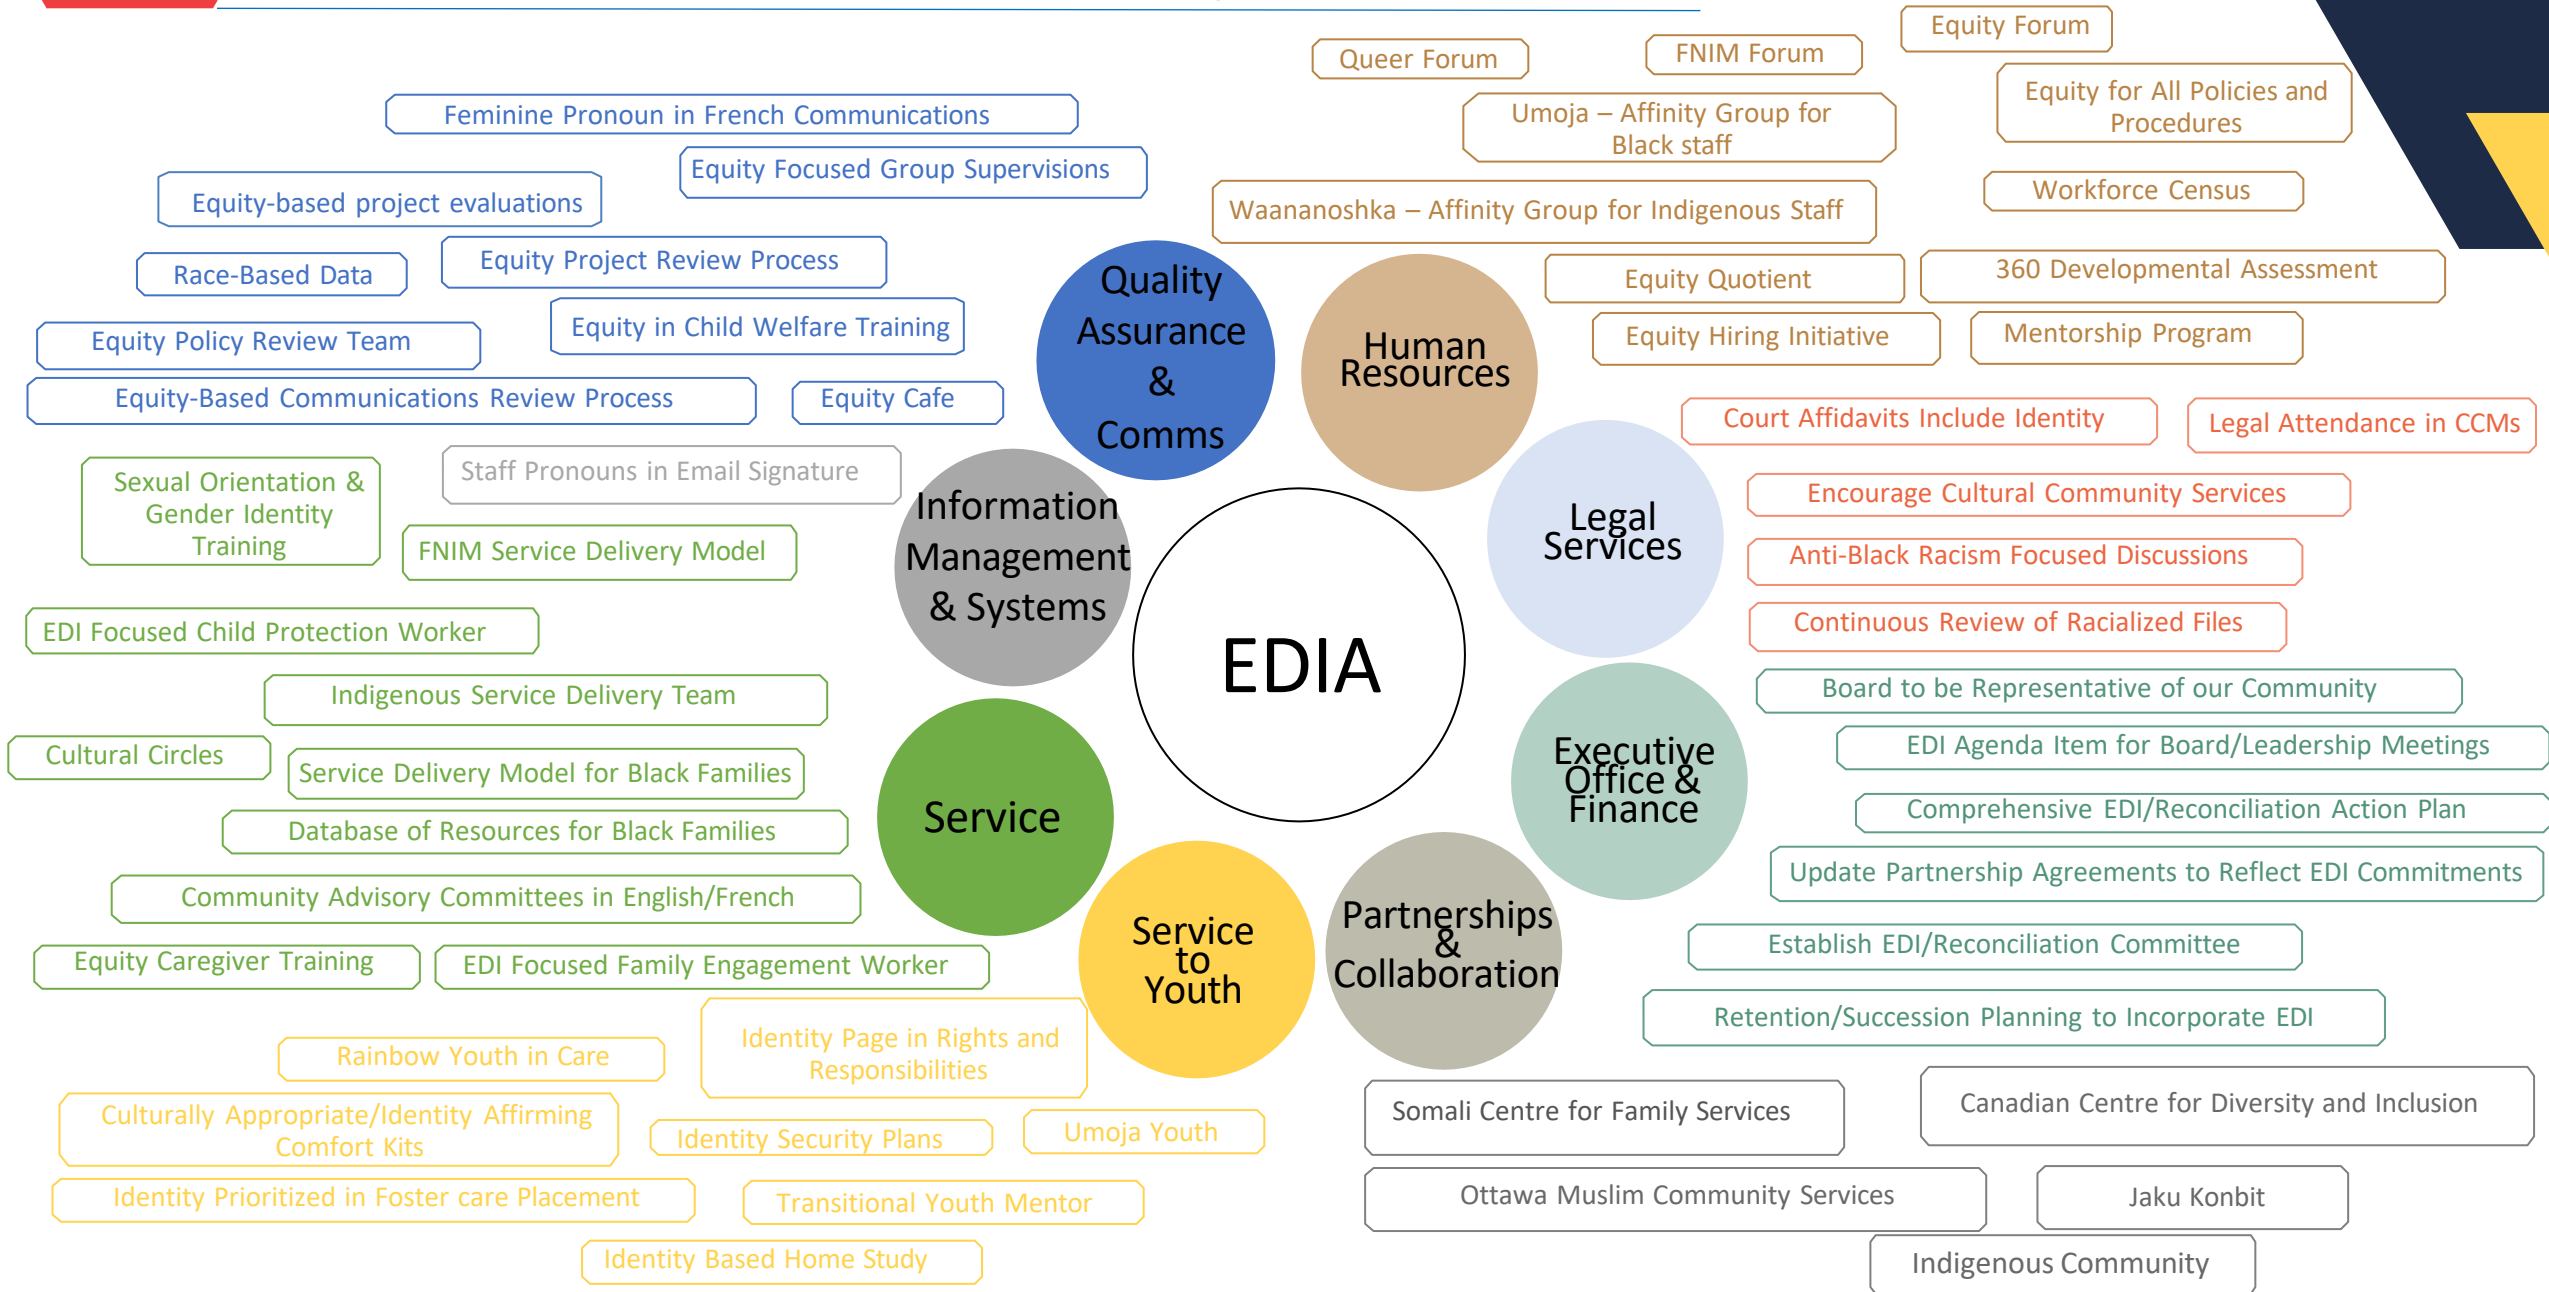 Equity Forum
Queer Forum
FNIM Forum
Equity for All Policies and
Procedures
Umoja – Affinity Group for
Black staff
Waananoshka – Affinity Group for Indigenous Staff
Workforce Census
Equity Quotient
360 Developmental Assessment
Equity Hiring Initiative
Mentorship Program
Feminine Pronoun in French Communications
Equity Focused Group Supervisions
Equity-based project evaluations
Equity Project Review Process
Race-Based Data
Equity in Child Welfare Training
Equity Policy Review Team
Equity-Based Communications Review Process
Equity Cafe
Quality
Assurance
&
Comms
Human
Resources
Legal
Services
Executive
Office &
Finance
Partnerships
&
Collaboration
Service
to
Youth
Service
Information
Management
& Systems
EDIA
Court Affidavits Include Identity
Legal Attendance in CCMs
Encourage Cultural Community Services
Anti-Black Racism Focused Discussions
Continuous Review of Racialized Files
Board to be Representative of our Community
EDI Agenda Item for Board/Leadership Meetings
Comprehensive EDI/Reconciliation Action Plan
Update Partnership Agreements to Reflect EDI Commitments
Establish EDI/Reconciliation Committee
Retention/Succession Planning to Incorporate EDI
Staff Pronouns in Email Signature
Sexual Orientation &
Gender Identity
Training
FNIM Service Delivery Model
EDI Focused Child Protection Worker
Indigenous Service Delivery Team
Cultural Circles
Service Delivery Model for Black Families
Database of Resources for Black Families
Community Advisory Committees in English/French
Equity Caregiver Training
EDI Focused Family Engagement Worker
Identity Page in Rights and
Responsibilities
Rainbow Youth in Care
Culturally Appropriate/Identity Affirming
Comfort Kits
Identity Security Plans
Umoja Youth
Identity Prioritized in Foster care Placement
Transitional Youth Mentor
Identity Based Home Study
Somali Centre for Family Services
Canadian Centre for Diversity and Inclusion
Ottawa Muslim Community Services
Jaku Konbit
Indigenous Community